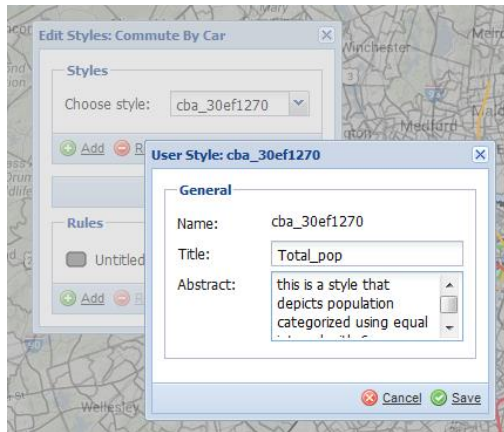 Edit Styles: Commute By Car
Styles
Choose style: cba_30ef1270
Add
Rules
Untitled
Add
User Style: cba_30ef1270
General
Name: cba_30ef1270
Title: Total_pop
Abstract: this is a style that
depicts population
categorized using equal
Cancel Save
Winchester
Medford
3
Wellesley